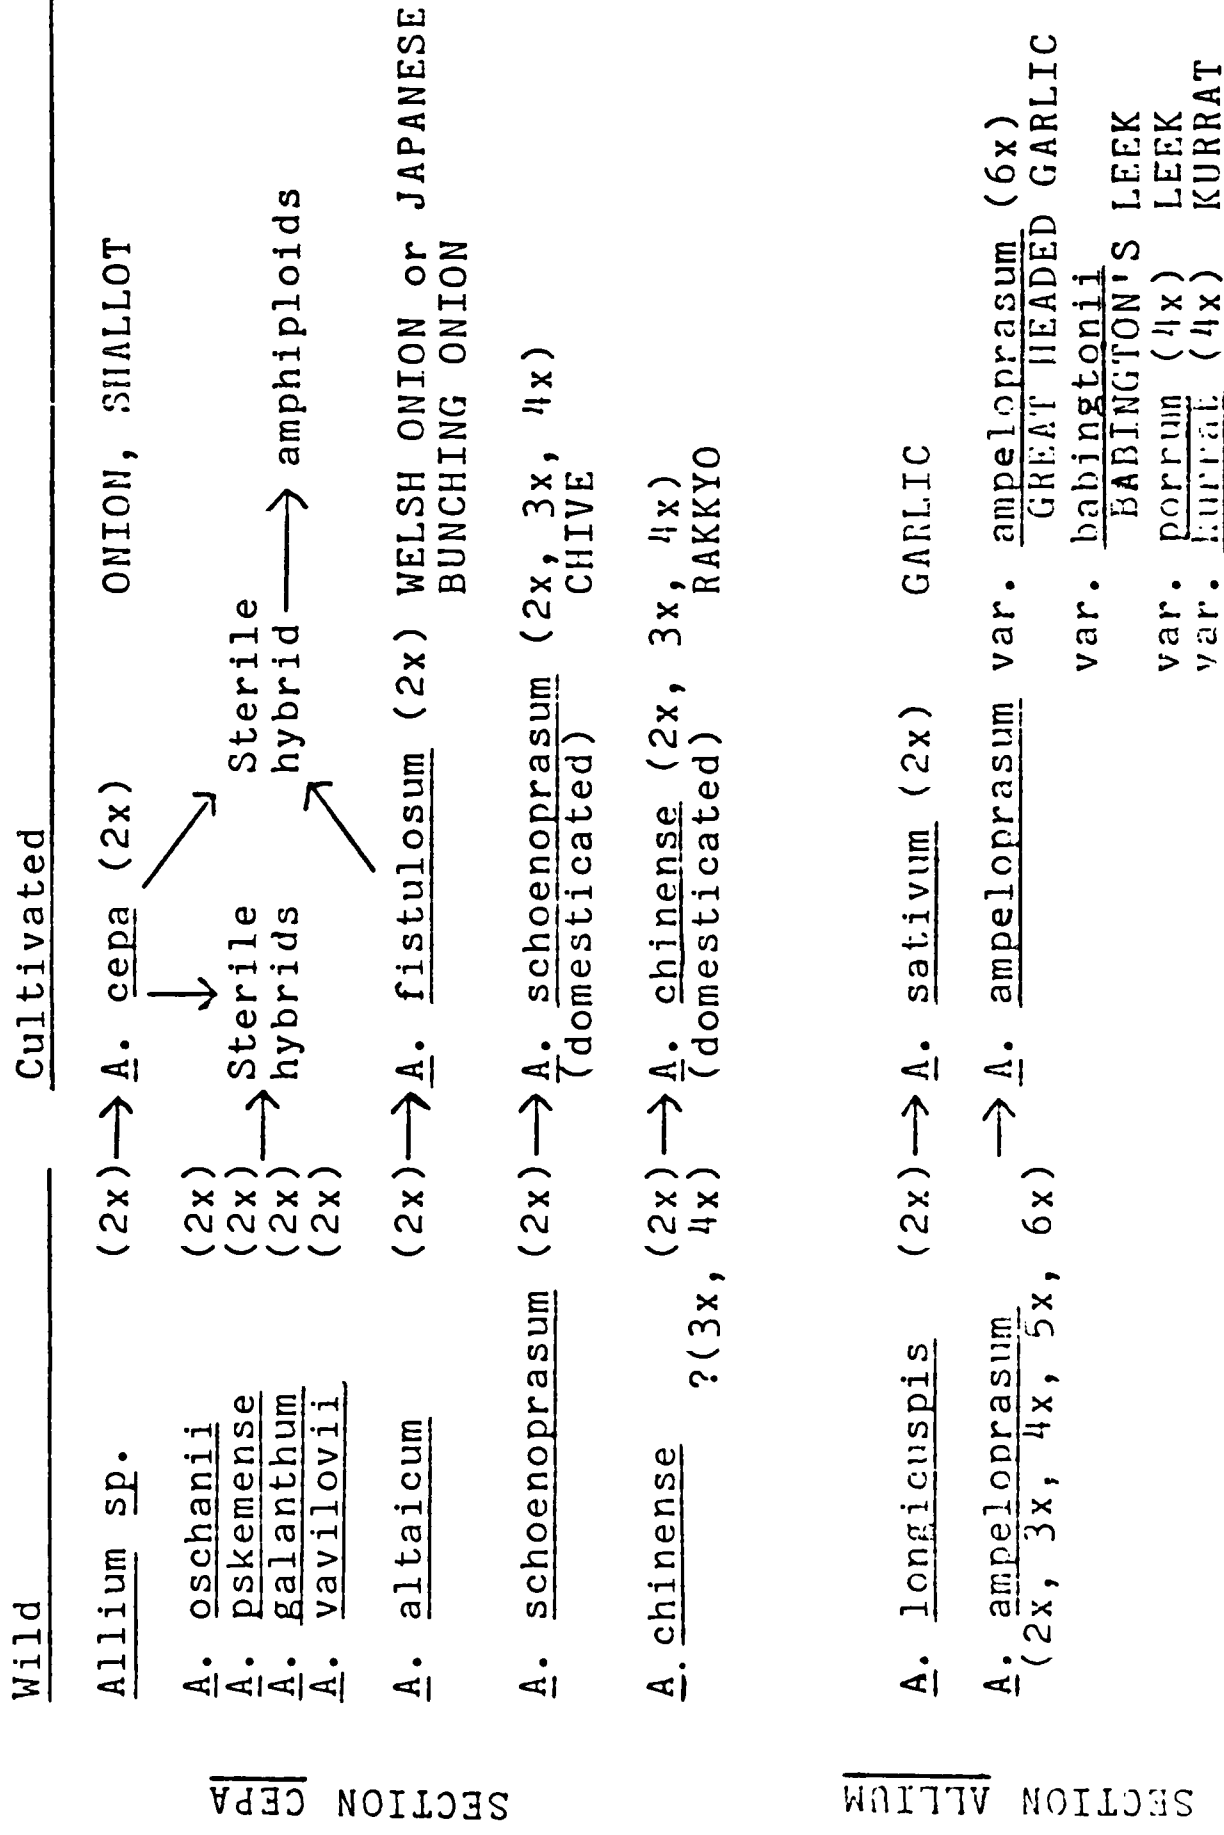 Wild Cultivated
SECTION CEPA
Allium sp. (2x) → A. cepa (2x) ONION, SHALLOT
A. oschanii (2x)
A. pskemense (2x) → Sterile Sterile
A. galanthum (2x) hybrids hybrid → amphiploids
A. vavilovii (2x)
A. altaicum (2x) → A. fistulosum (2x) WELSH ONION or JAPANESE
BUNCHING ONION
A. schoenoprasum (2x) → A. schoenoprasum (2x, 3x, 4x)
(domesticated) CHIVE
A. chinense (2x) → A. chinense (2x, 3x, 4x)
?(3x, 4x) (domesticated) RAKKYO
SECTION ALLIUM
A. longicuspis (2x) → A. sativum (2x) GARLIC
A. ampeloprasum → A. ampeloprasum var. ampeloprasum (6x)
(2x, 3x, 4x, 5x, 6x) GREAT HEADED GARLIC
var. babingtonii
BABINGTON'S LEEK
var. porrum (4x) LEEK
var. kurrat (4x) KURRAT